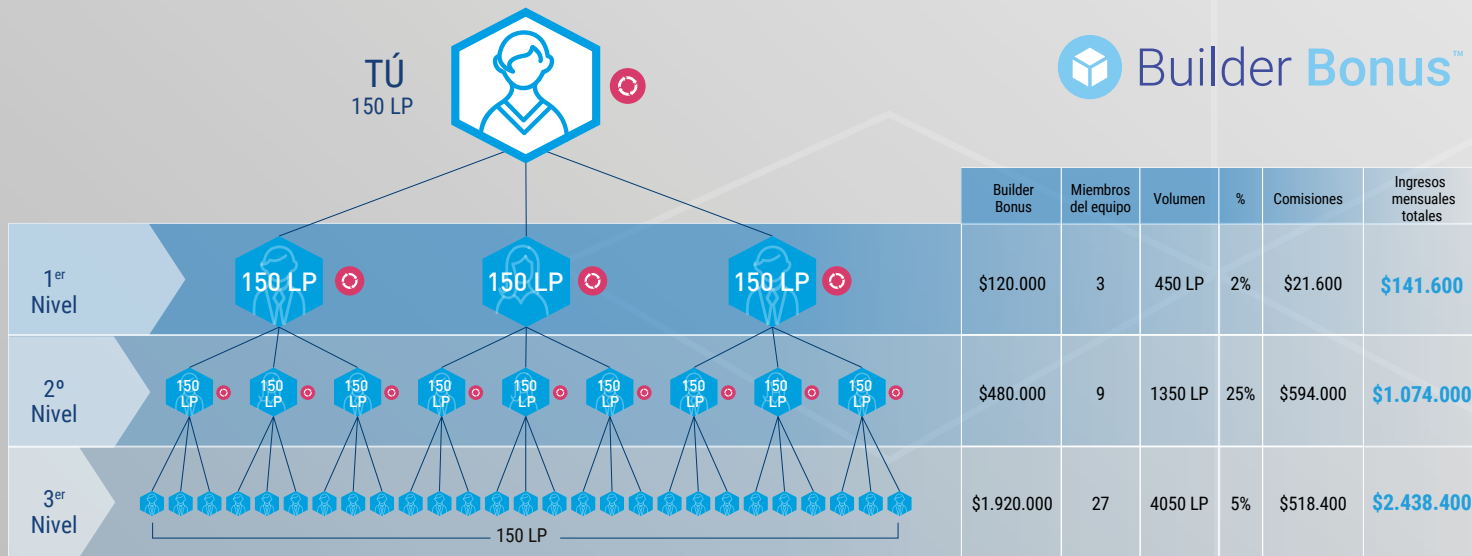 TÚ
150 LP
Builder Bonus™
Builder Bonus
Miembros del equipo
Volumen
%
Comisiones
Ingresos mensuales totales
1er Nivel
150 LP
150 LP
150 LP
$120.000
3
450 LP
2%
$21.600
$141.600
2º Nivel
150 LP
150 LP
150 LP
150 LP
150 LP
150 LP
150 LP
150 LP
150 LP
$480.000
9
1350 LP
25%
$594.000
$1.074.000
3er Nivel
150 LP
$1.920.000
27
4050 LP
5%
$518.400
$2.438.400